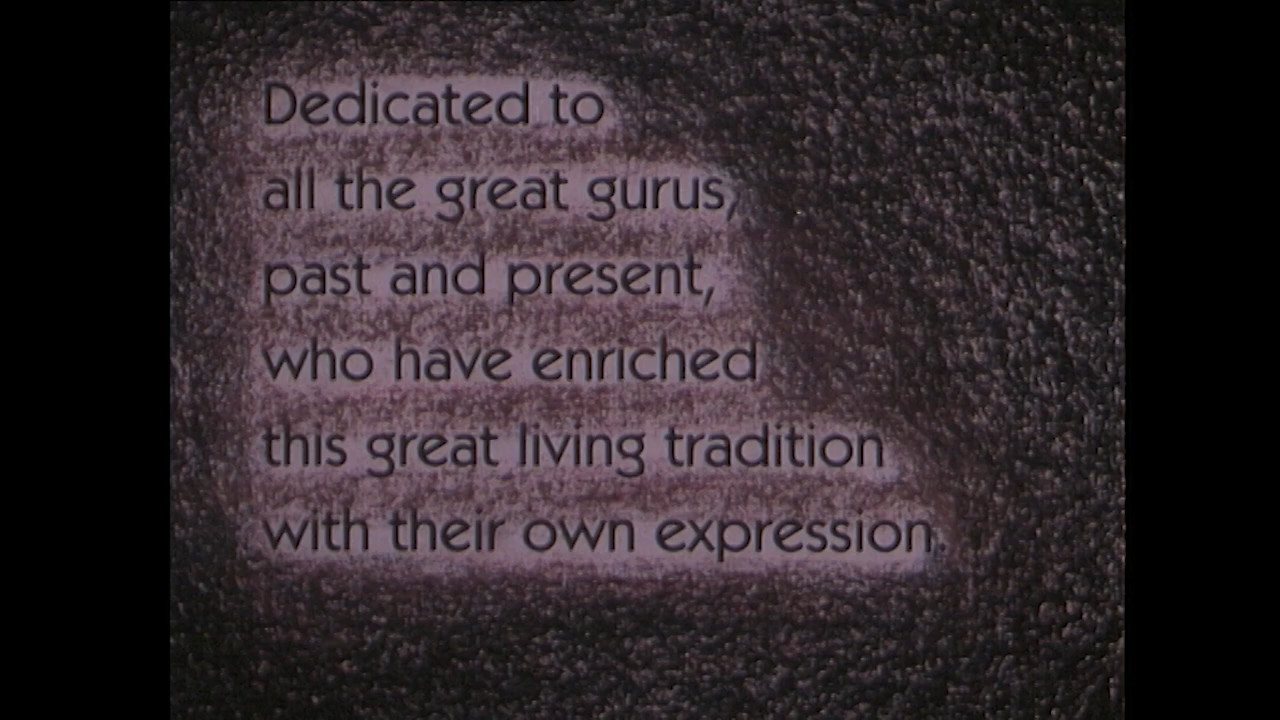 Dedicated to
all the great gurus,
past and present,
who have enriched
this great living tradition
with their own expression.